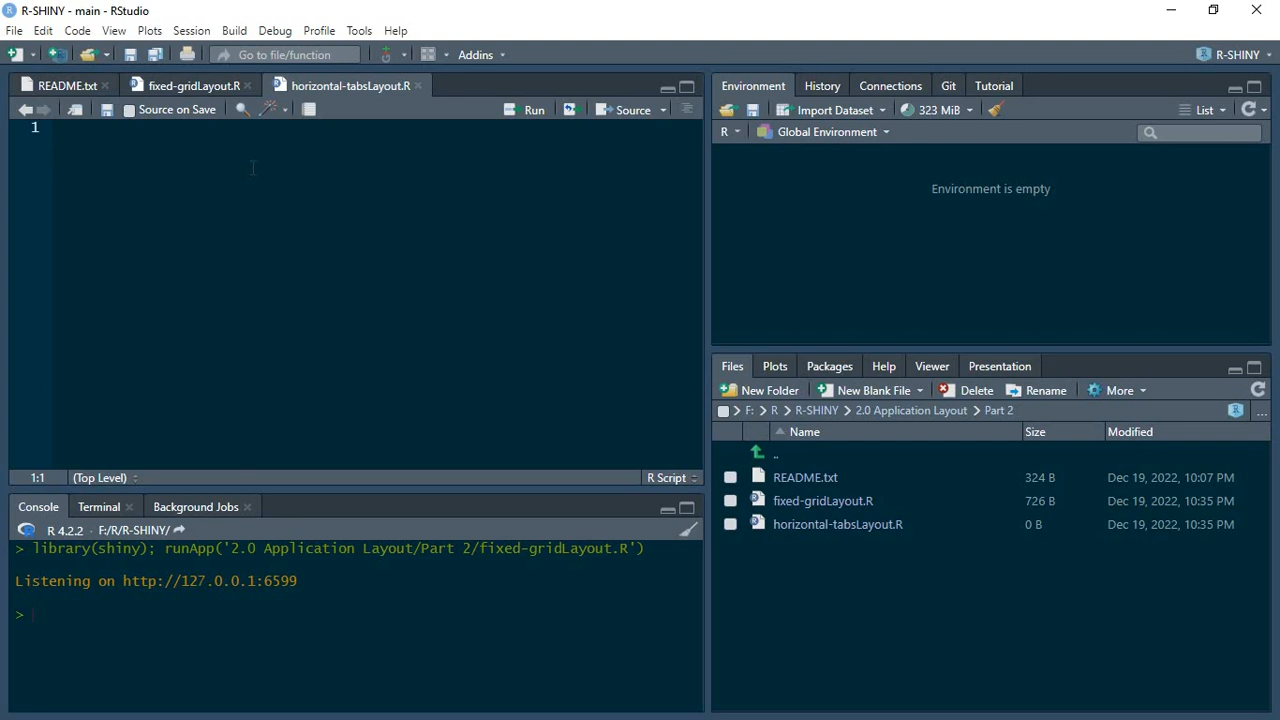 R-SHINY - main - RStudio
File Edit Code View Plots Session Build Debug Profile Tools Help
Go to file/function Addins R-SHINY
README.txt fixed-gridLayout.R horizontal-tabsLayout.R
Source on Save Run Source
1
1:1 (Top Level) R Script
Console Terminal Background Jobs
R 4.2.2 · F:/R/R-SHINY/
> library(shiny); runApp('2.0 Application Layout/Part 2/fixed-gridLayout.R')
Listening on http://127.0.0.1:6599
>
Environment History Connections Git Tutorial
Import Dataset 323 MiB List
R Global Environment
Environment is empty
Files Plots Packages Help Viewer Presentation
New Folder New Blank File Delete Rename More
F: R R-SHINY 2.0 Application Layout Part 2 ...
Name Size Modified
..
README.txt 324 B Dec 19, 2022, 10:07 PM
fixed-gridLayout.R 726 B Dec 19, 2022, 10:35 PM
horizontal-tabsLayout.R 0 B Dec 19, 2022, 10:35 PM